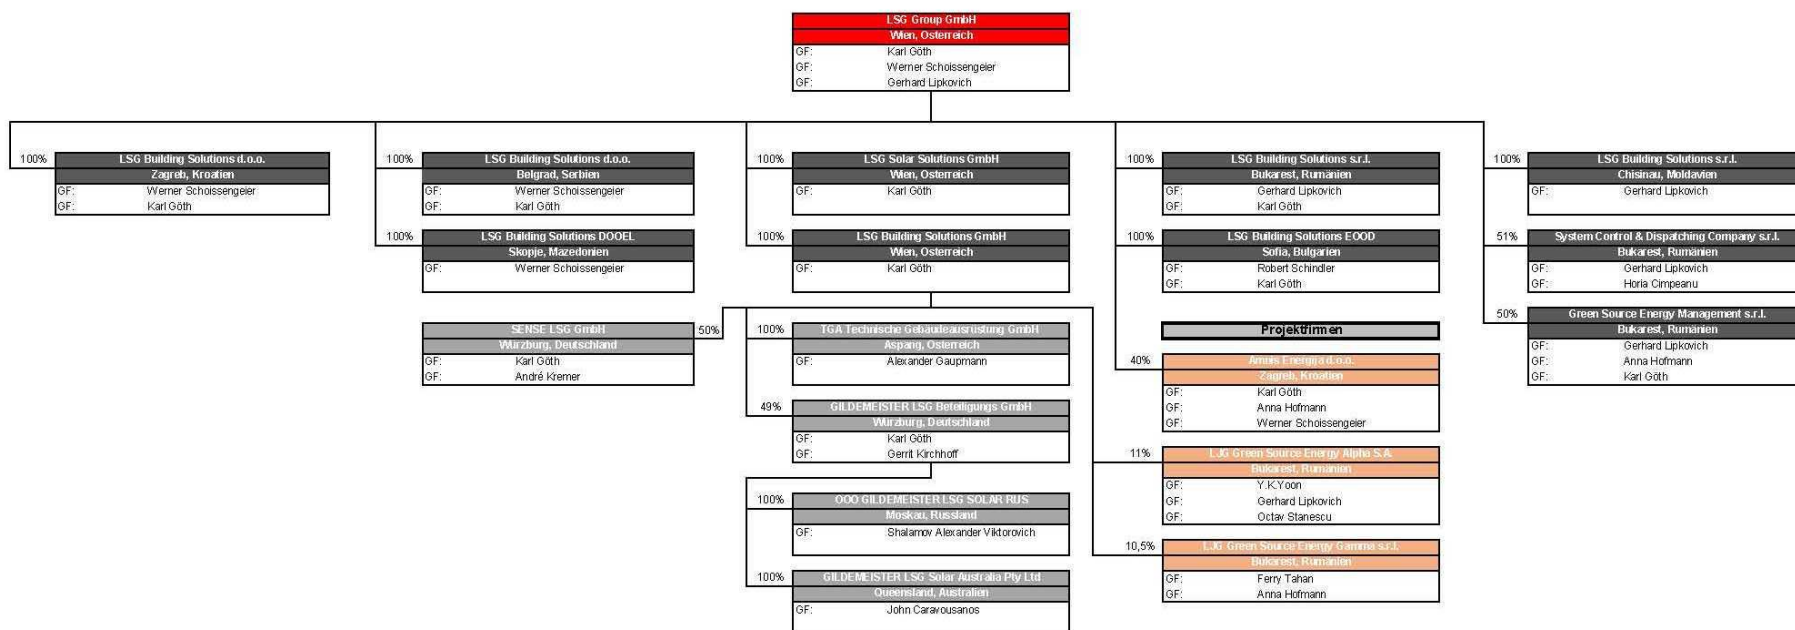 LSG Group GmbH
Wien, Österreich
GF: Karl Göth
GF: Werner Schoissengeier
GF: Gerhard Lipkovich
100%
LSG Building Solutions d.o.o.
Zagreb, Kroatien
GF: Werner Schoissengeier
GF: Karl Göth
100%
LSG Building Solutions d.o.o.
Belgrad, Serbien
GF: Werner Schoissengeier
GF: Karl Göth
100%
LSG Building Solutions DOOEL
Skopje, Mazedonien
GF: Werner Schoissengeier
100%
LSG Solar Solutions GmbH
Wien, Österreich
GF: Karl Göth
100%
LSG Building Solutions GmbH
Wien, Österreich
GF: Karl Göth
SENSE LSG GmbH
50%
Würzburg, Deutschland
GF: Karl Göth
GF: André Kremer
100%
TGA Technische Gebäudeausrüstung GmbH
Aspang, Österreich
GF: Alexander Gaupmann
49%
GILDEMEISTER LSG Beteiligungs GmbH
Würzburg, Deutschland
GF: Karl Göth
GF: Gerrit Kirchhoff
100%
OOO GILDEMEISTER LSG SOLAR RUS
Moskau, Russland
GF: Shalamov Alexander Viktorovich
100%
GILDEMEISTER LSG Solar Australia Pty Ltd
Queensland, Australien
GF: John Caravousanos
100%
LSG Building Solutions s.r.l.
Bukarest, Rumänien
GF: Gerhard Lipkovich
GF: Karl Göth
100%
LSG Building Solutions EOOD
Sofia, Bulgarien
GF: Robert Schindler
GF: Karl Göth
Projektfirmen
40%
Amnis Energija d.o.o.
Zagreb, Kroatien
GF: Karl Göth
GF: Anna Hofmann
GF: Werner Schoissengeier
11%
LJG Green Source Energy Alpha S.A.
Bukarest, Rumänien
GF: Y.K.Yoon
GF: Gerhard Lipkovich
GF: Octav Stanescu
10,5%
LJG Green Source Energy Gamma s.r.l.
Bukarest, Rumänien
GF: Ferry Tahan
GF: Anna Hofmann
100%
LSG Building Solutions s.r.l.
Chisinau, Moldavien
GF: Gerhard Lipkovich
51%
System Control & Dispatching Company s.r.l.
Bukarest, Rumänien
GF: Gerhard Lipkovich
GF: Horia Cimpeanu
50%
Green Source Energy Management s.r.l.
Bukarest, Rumänien
GF: Gerhard Lipkovich
GF: Anna Hofmann
GF: Karl Göth